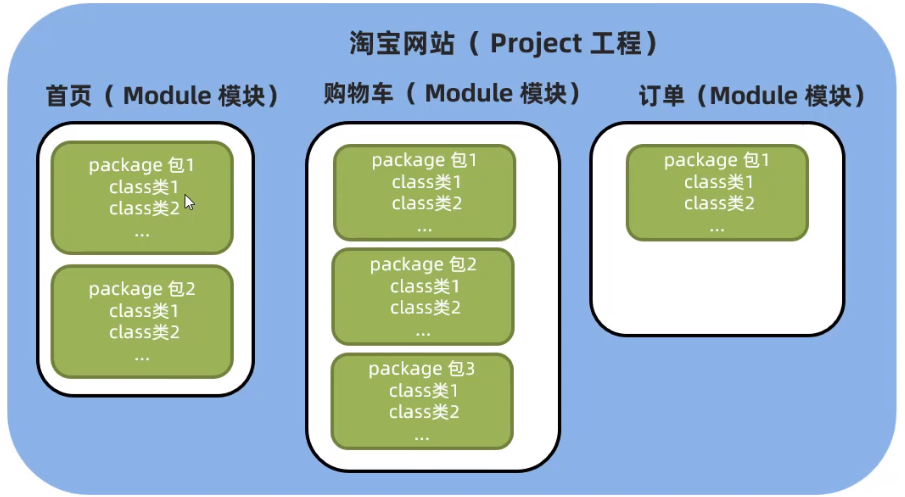 淘宝网站（ Project 工程）
首页（ Module 模块）
package 包1
class类1
class类2
...
package 包2
class类1
class类2
...
购物车（ Module 模块）
package 包1
class类1
class类2
...
package 包2
class类1
class类2
...
package 包3
class类1
class类2
...
订单（Module 模块）
package 包1
class类1
class类2
...